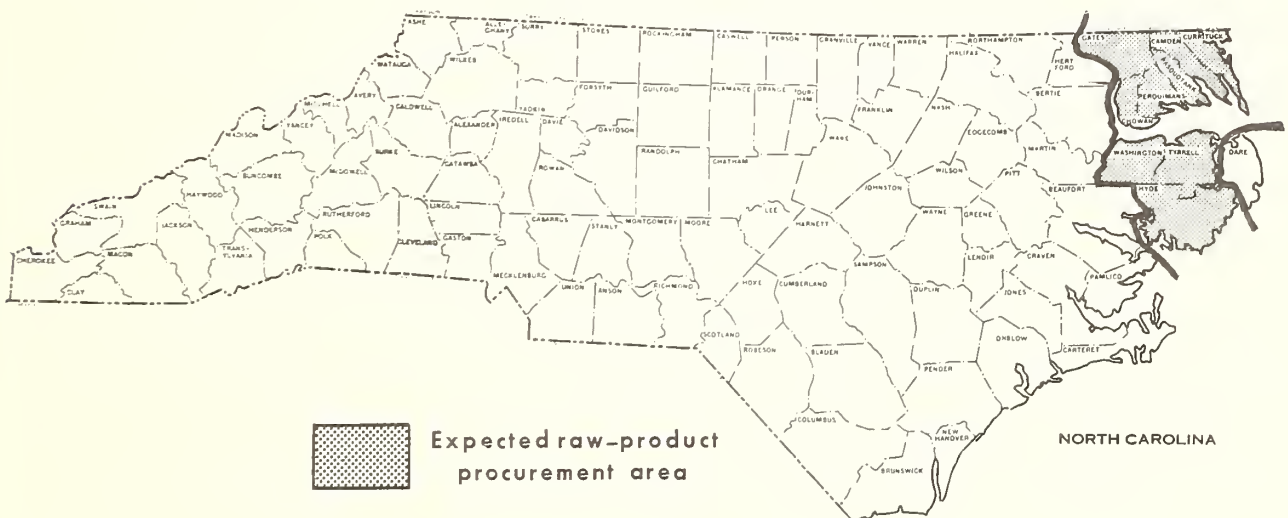 ASHE
ALLEGHANY
SURRY
STOKES
ROCKINGHAM
CASWELL
PERSON
GRANVILLE
VANCE
WARREN
NORTHAMPTON
GATES
CAMDEN
CURRITUCK
HERTFORD
HALIFAX
WATAUGA
WILKES
PASQUOTANK
BERTIE
PERQUIMANS
MITCHELL
AVERY
CALDWELL
YADKIN
FORSYTH
GUILFORD
ALAMANCE
ORANGE
DURHAM
FRANKLIN
NASH
CHOWAN
MADISON
YANCEY
ALEXANDER
IREDELL
DAVIE
DAVIDSON
EDGECOMB
WAKE
MARTIN
WASHINGTON
TYRRELL
DARE
BURKE
CATAWBA
ROWAN
RANDOLPH
CHATHAM
BUNCOMBE
McDOWELL
WILSON
PITT
BEAUFORT
HYDE
HAYWOOD
JOHNSTON
SWAIN
GRAHAM
JACKSON
HENDERSON
RUTHERFORD
POLK
LINCOLN
CLEVELAND
GASTON
CABARRUS
STANLY
MONTGOMERY
MOORE
LEE
HARNETT
WAYNE
GREENE
LENOIR
CRAVEN
CHEROKEE
MACON
TRANSYLVANIA
CLAY
MECKLENBURG
UNION
ANSON
RICHMOND
HOKE
CUMBERLAND
SAMPSON
DUPLIN
JONES
PAMLICO
SCOTLAND
ROBESON
BLADEN
ONSLOW
CARTERET
PENDER
COLUMBUS
NEW
HANOVER
BRUNSWICK
Expected raw-product
procurement area
NORTH CAROLINA